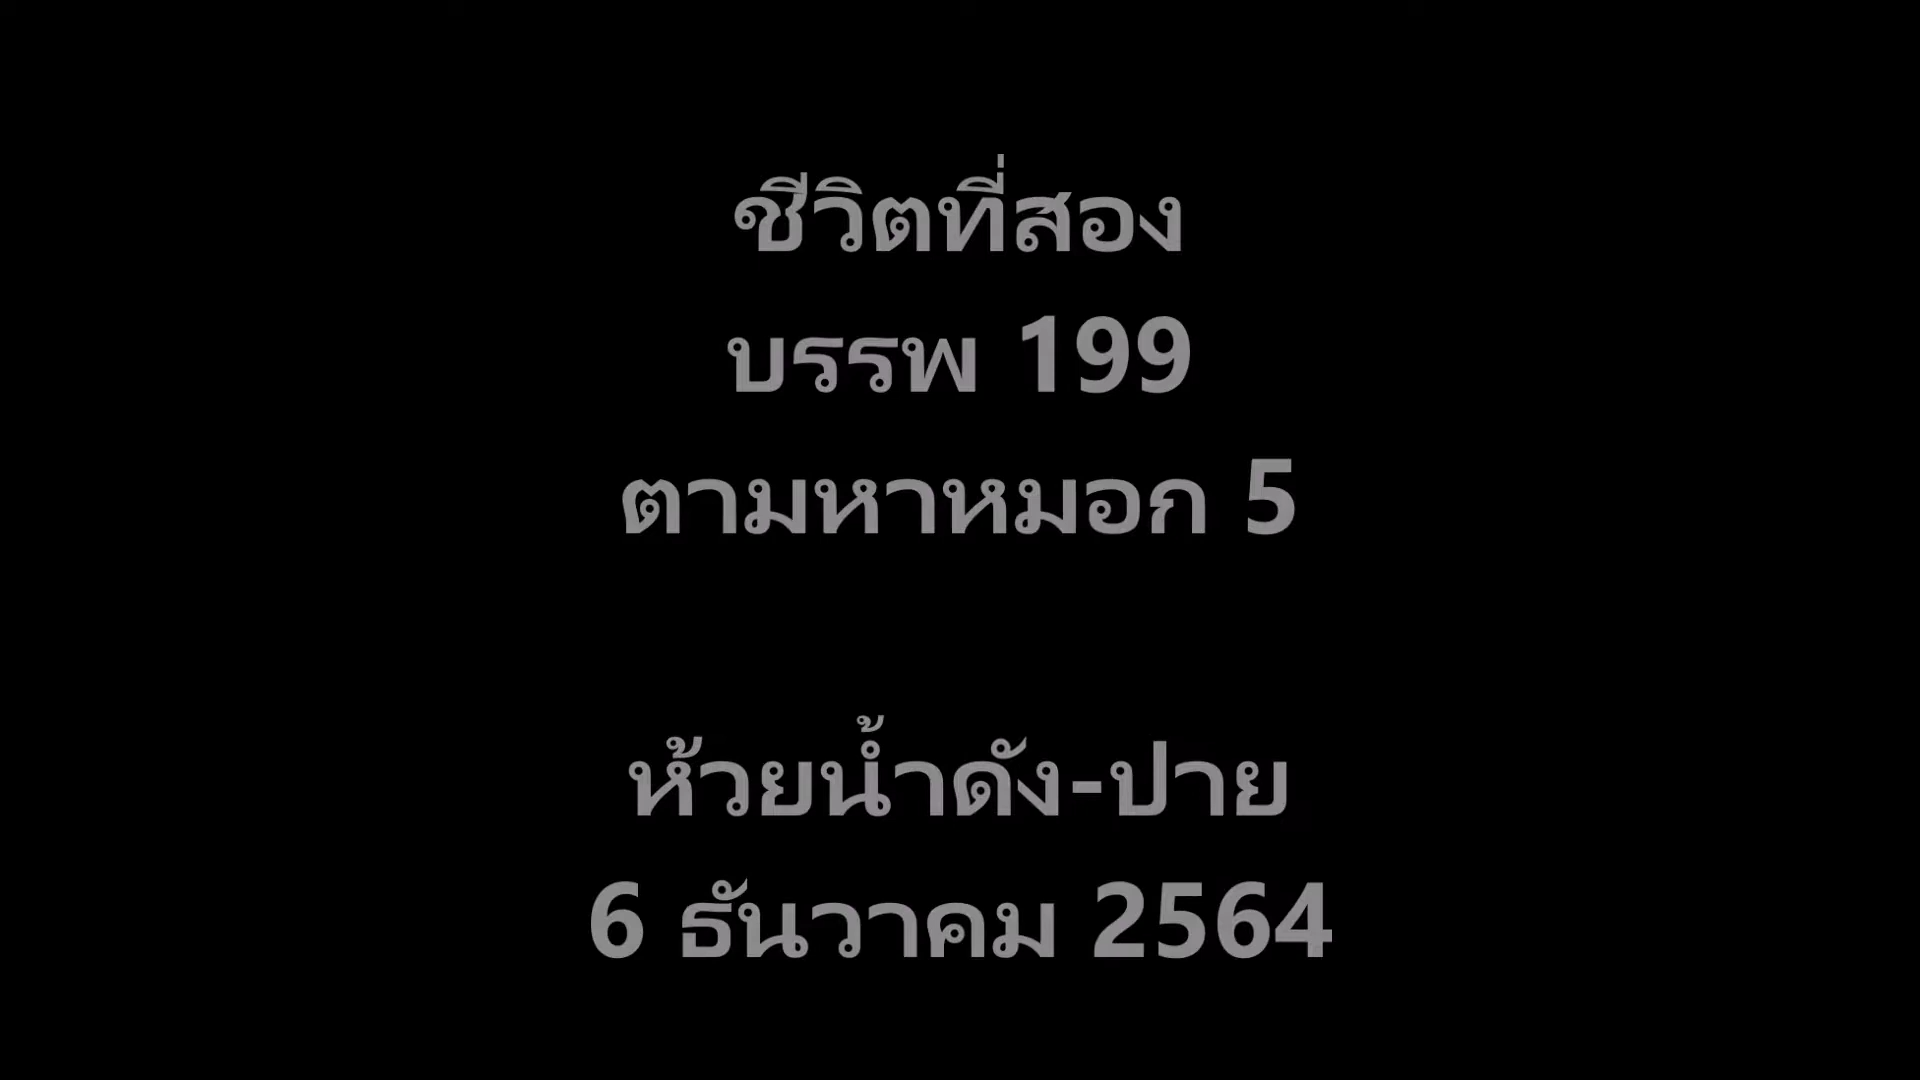 ชีวิตที่สอง
บรรพ 199
ตามหาหมอก 5
ห้วยน้ำดัง-ปาย
6 ธันวาคม 2564